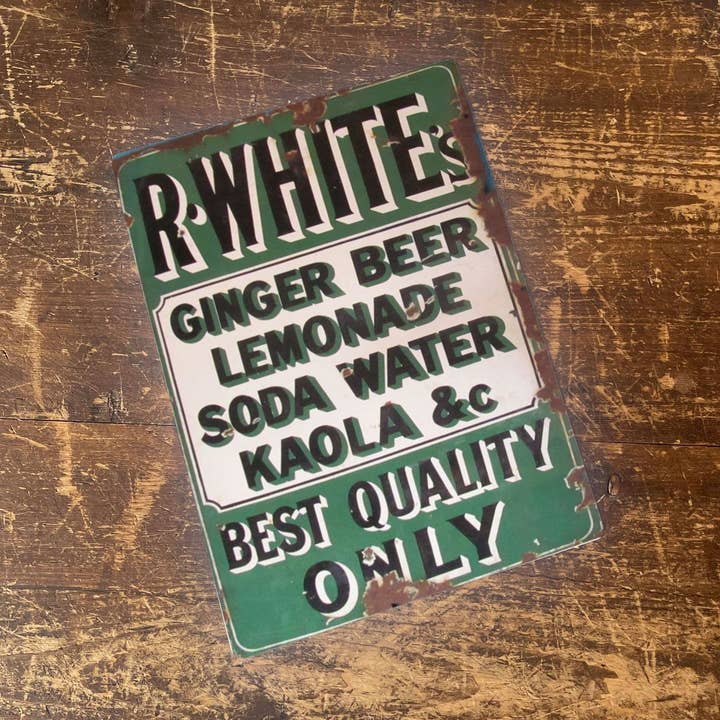 R·WHITE's
GINGER BEER
LEMONADE
SODA WATER
KAOLA &c
BEST QUALITY
ONLY